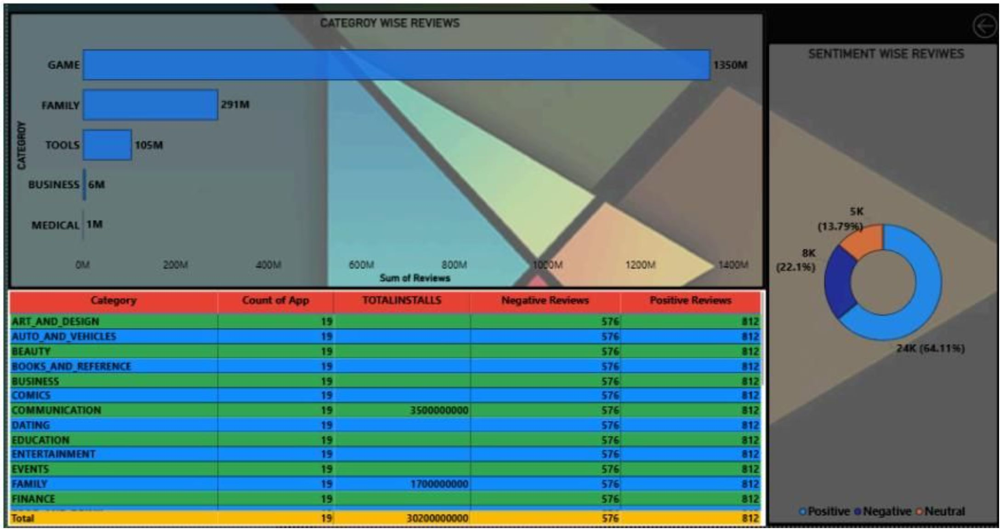 CATEGROY WISE REVIEWS
CATEGROY
GAME 1350M
FAMILY 291M
TOOLS 105M
BUSINESS 6M
MEDICAL 1M
0M 200M 400M 600M 800M 1000M 1200M 1400M
Sum of Reviews
SENTIMENT WISE REVIWES
5K
(13.79%)
8K
(22.1%)
24K (64.11%)
Positive Negative Neutral
Category Count of App TOTALINSTALLS Negative Reviews Positive Reviews
ART_AND_DESIGN 19 576 812
AUTO_AND_VEHICLES 19 576 812
BEAUTY 19 576 812
BOOKS_AND_REFERENCE 19 576 812
BUSINESS 19 576 812
COMICS 19 576 812
COMMUNICATION 19 3500000000 576 812
DATING 19 576 812
EDUCATION 19 576 812
ENTERTAINMENT 19 576 812
EVENTS 19 576 812
FAMILY 19 1700000000 576 812
FINANCE 19 576 812
Total 19 30200000000 576 812